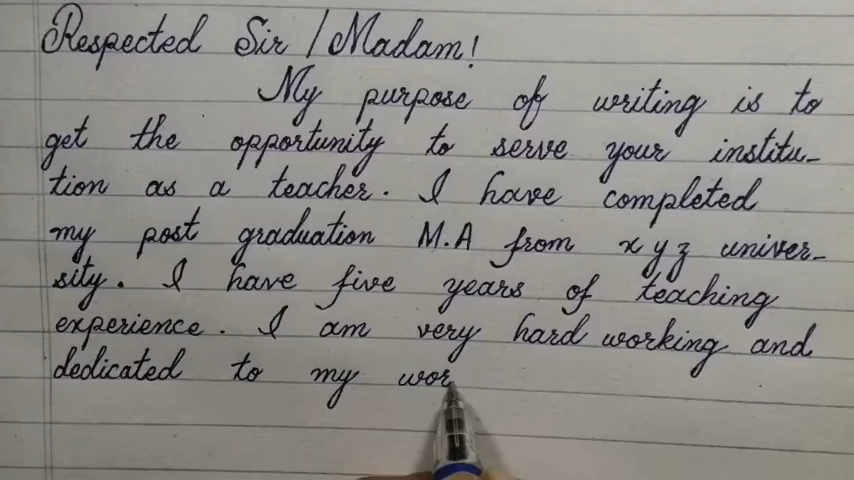 Respected Sir / Madam!
My purpose of writing is to
get the opportunity to serve your institu-
tion as a teacher. I have completed
my post graduation M.A from x y z univer-
sity. I have five years of teaching
experience. I am very hard working and
dedicated to my wor